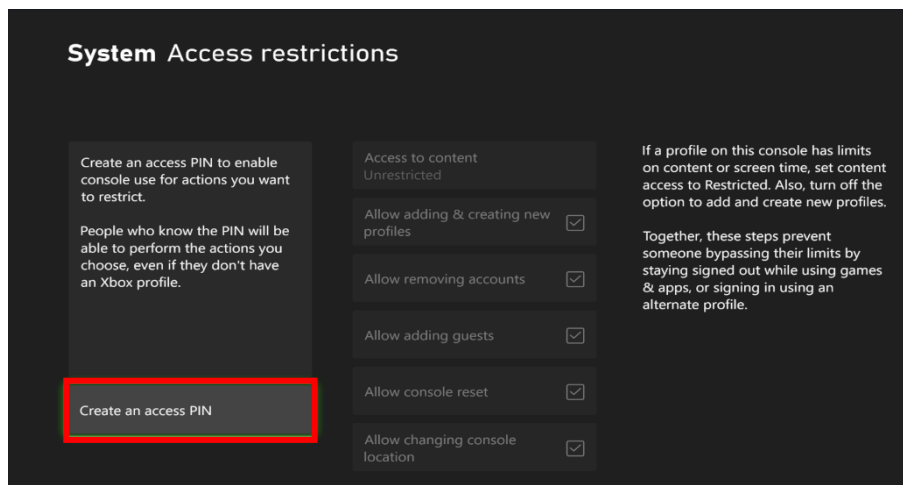 System Access restrictions
Create an access PIN to enable
console use for actions you want
to restrict.
People who know the PIN will be
able to perform the actions you
choose, even if they don't have
an Xbox profile.
Create an access PIN
Access to content
Unrestricted
Allow adding & creating new
profiles
Allow removing accounts
Allow adding guests
Allow console reset
Allow changing console
location
If a profile on this console has limits
on content or screen time, set content
access to Restricted. Also, turn off the
option to add and create new profiles.
Together, these steps prevent
someone bypassing their limits by
staying signed out while using games
& apps, or signing in using an
alternate profile.